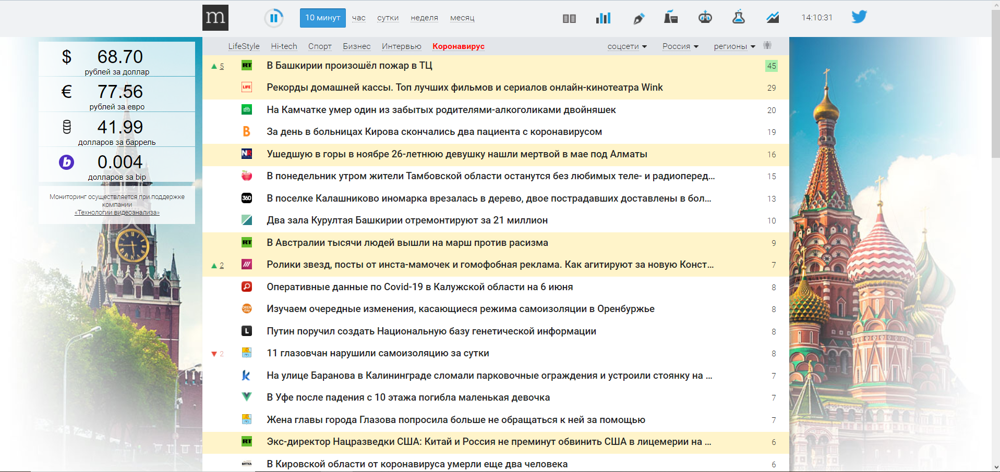 m
10 минут час сутки неделя месяц
14:10:31
$ 68.70
рублей за доллар
€ 77.56
рублей за евро
41.99
долларов за баррель
b 0.004
долларов за bip
Мониторинг осуществляется при поддержке
компании
«Технологии видеоанализа»
LifeStyle Hi-tech Спорт Бизнес Интервью Коронавирус соцсети Россия регионы
5 RT В Башкирии произошёл пожар в ТЦ 45
LIFE Рекорды домашней кассы. Топ лучших фильмов и сериалов онлайн-кинотеатра Wink 29
На Камчатке умер один из забытых родителями-алкоголиками двойняшек 20
В За день в больницах Кирова скончались два пациента с коронавирусом 19
NR Ушедшую в горы в ноябре 26-летнюю девушку нашли мертвой в мае под Алматы 16
В понедельник утром жители Тамбовской области останутся без любимых теле- и радиоперед... 15
360 В поселке Калашниково иномарка врезалась в дерево, двое пострадавших доставлены в бол... 13
Два зала Курултая Башкирии отремонтируют за 21 миллион 10
RT В Австралии тысячи людей вышли на марш против расизма 9
2 Ролики звезд, посты от инста-мамочек и гомофобная реклама. Как агитируют за новую Конст... 7
Оперативные данные по Covid-19 в Калужской области на 6 июня 8
OREN day Изучаем очередные изменения, касающиеся режима самоизоляции в Оренбуржье 8
L Путин поручил создать Национальную базу генетической информации 8
2 11 глазовчан нарушили самоизоляцию за сутки 8
На улице Баранова в Калининграде сломали парковочные ограждения и устроили стоянку на ... 7
В Уфе после падения с 10 этажа погибла маленькая девочка 7
Жена главы города Глазова попросила больше не обращаться к ней за помощью 7
RT Экс-директор Нацразведки США: Китай и Россия не преминут обвинить США в лицемерии на ... 6
ВЯТКА В Кировской области от коронавируса умерли еще два человека 6